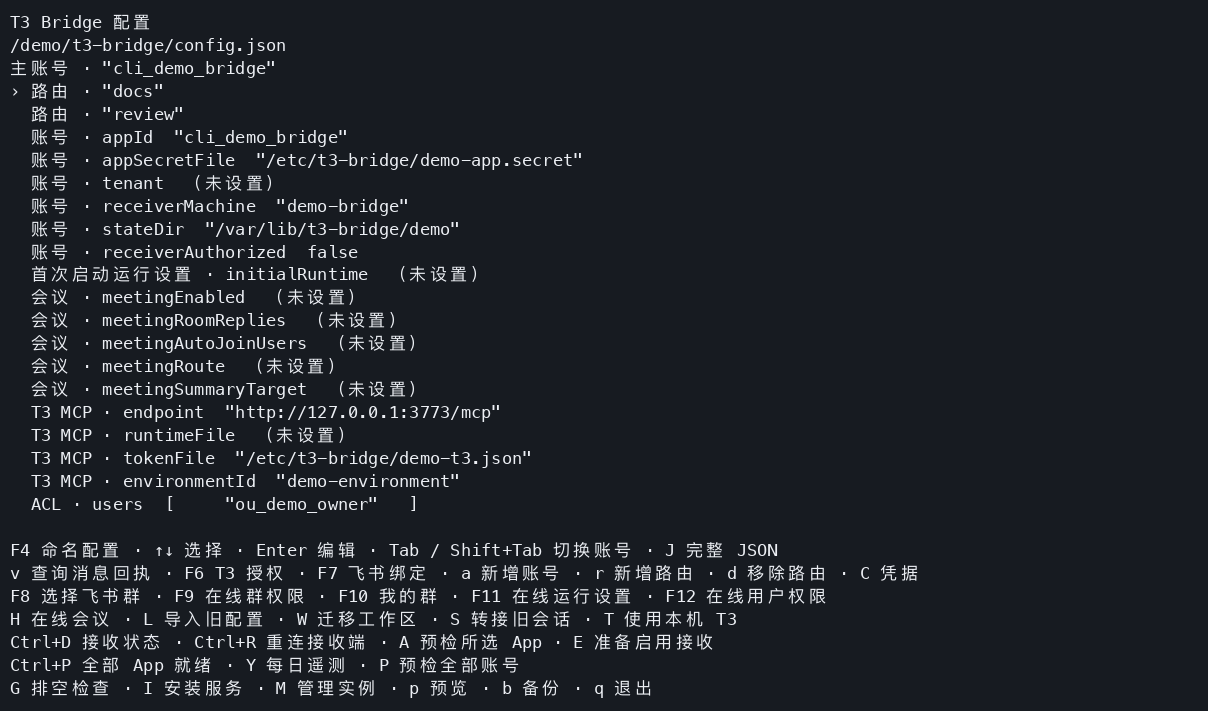 T3 Bridge 配置
/demo/t3-bridge/config.json
主账号 · "cli_demo_bridge"
› 路由 · "docs"
路由 · "review"
账号 · appId  "cli_demo_bridge"
账号 · appSecretFile  "/etc/t3-bridge/demo-app.secret"
账号 · tenant  （未设置）
账号 · receiverMachine  "demo-bridge"
账号 · stateDir  "/var/lib/t3-bridge/demo"
账号 · receiverAuthorized  false
首次启动运行设置 · initialRuntime  （未设置）
会议 · meetingEnabled  （未设置）
会议 · meetingRoomReplies  （未设置）
会议 · meetingAutoJoinUsers  （未设置）
会议 · meetingRoute  （未设置）
会议 · meetingSummaryTarget  （未设置）
T3 MCP · endpoint  "http://127.0.0.1:3773/mcp"
T3 MCP · runtimeFile  （未设置）
T3 MCP · tokenFile  "/etc/t3-bridge/demo-t3.json"
T3 MCP · environmentId  "demo-environment"
ACL · users  [     "ou_demo_owner"   ]
F4 命名配置 · ↑↓ 选择 · Enter 编辑 · Tab / Shift+Tab 切换账号 · J 完整 JSON
v 查询消息回执 · F6 T3 授权 · F7 飞书绑定 · a 新增账号 · r 新增路由 · d 移除路由 · C 凭据
F8 选择飞书群 · F9 在线群权限 · F10 我的群 · F11 在线运行设置 · F12 在线用户权限
H 在线会议 · L 导入旧配置 · W 迁移工作区 · S 转接旧会话 · T 使用本机 T3
Ctrl+D 接收状态 · Ctrl+R 重连接收端 · A 预检所选 App · E 准备启用接收
Ctrl+P 全部 App 就绪 · Y 每日遥测 · P 预检全部账号
G 排空检查 · I 安装服务 · M 管理实例 · p 预览 · b 备份 · q 退出